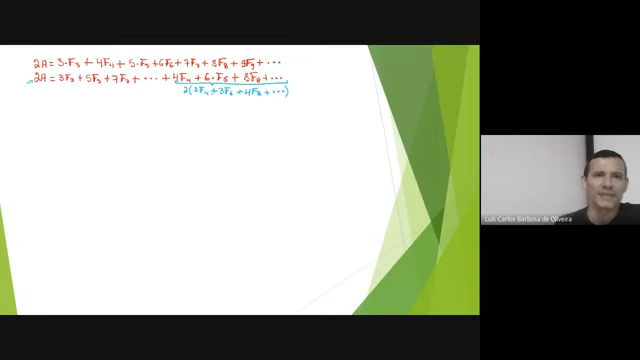 2A = 3·F₃ + 4F₄ + 5·F₅ + 6F₆ + 7F₇ + 8F₈ + 9F₉ + ···
2A = 3F₃ + 5F₅ + 7F₇ + ··· + 4F₄ + 6·F₆ + 8F₈ + ···
2(2F₄ + 3F₆ + 4F₈ + ···)
Luiz Carlos Barbosa de Oliveira